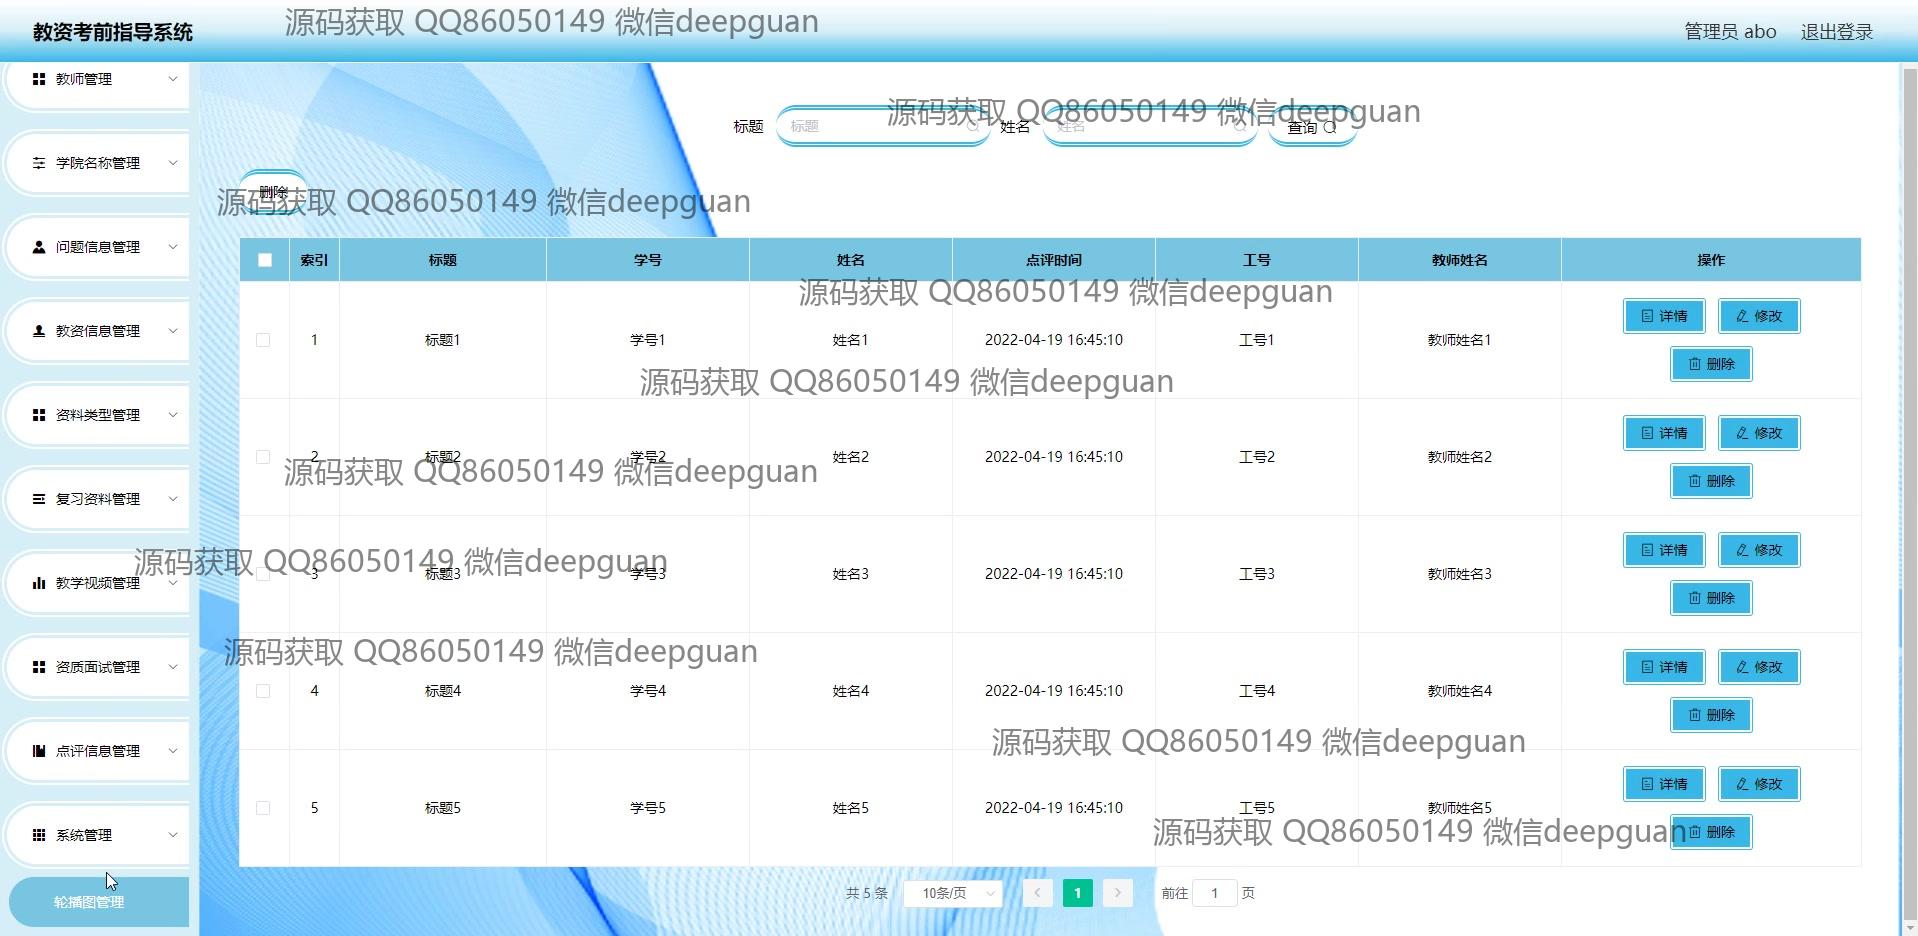 教资考前指导系统
源码获取 QQ86050149 微信deepguan
管理员 abo 退出登录
教师管理
学院名称管理
问题信息管理
教资信息管理
资料类型管理
复习资料管理
教学视频管理
资质面试管理
点评信息管理
系统管理
轮播图管理
源码获取 QQ86050149 微信deepguan
标题 标题 姓名 姓名 查询
删除
源码获取 QQ86050149 微信deepguan
索引 标题 学号 姓名 点评时间 工号 教师姓名 操作
源码获取 QQ86050149 微信deepguan
详情 修改
1 标题1 学号1 姓名1 2022-04-19 16:45:10 工号1 教师姓名1
删除
源码获取 QQ86050149 微信deepguan
详情 修改
2 标题2 学号2 姓名2 2022-04-19 16:45:10 工号2 教师姓名2
源码获取 QQ86050149 微信deepguan
删除
详情 修改
源码获取 QQ86050149 微信deepguan
3 标题3 学号3 姓名3 2022-04-19 16:45:10 工号3 教师姓名3
删除
源码获取 QQ86050149 微信deepguan
详情 修改
4 标题4 学号4 姓名4 2022-04-19 16:45:10 工号4 教师姓名4
删除
源码获取 QQ86050149 微信deepguan
详情 修改
5 标题5 学号5 姓名5 2022-04-19 16:45:10 工号5 教师姓名5
源码获取 QQ86050149 微信deepguan
删除
共 5 条 10条/页 1 前往 1 页